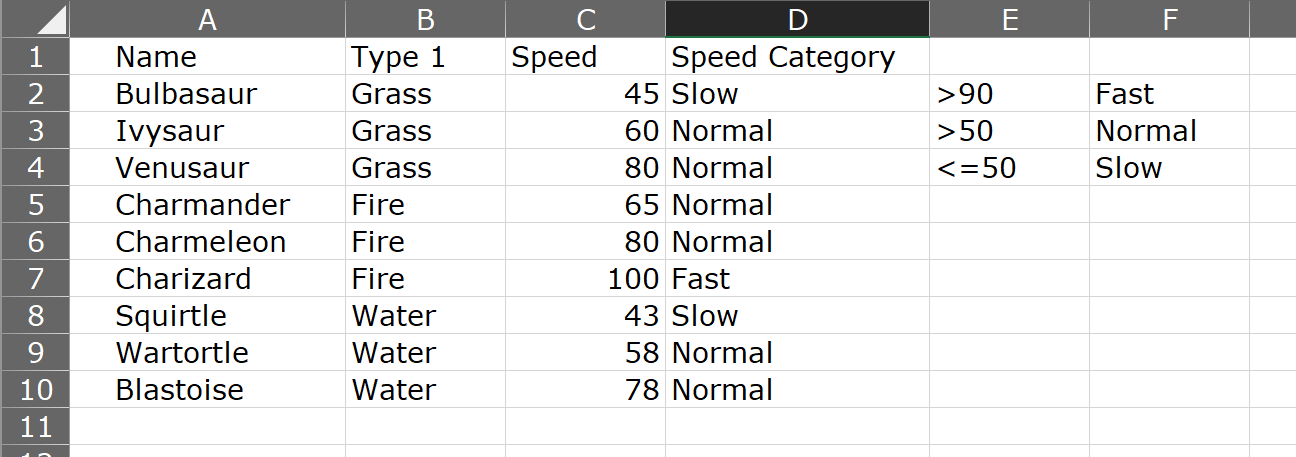 A B C D E F
1 Name Type 1 Speed Speed Category
2 Bulbasaur Grass 45 Slow >90 Fast
3 Ivysaur Grass 60 Normal >50 Normal
4 Venusaur Grass 80 Normal <=50 Slow
5 Charmander Fire 65 Normal
6 Charmeleon Fire 80 Normal
7 Charizard Fire 100 Fast
8 Squirtle Water 43 Slow
9 Wartortle Water 58 Normal
10 Blastoise Water 78 Normal
11